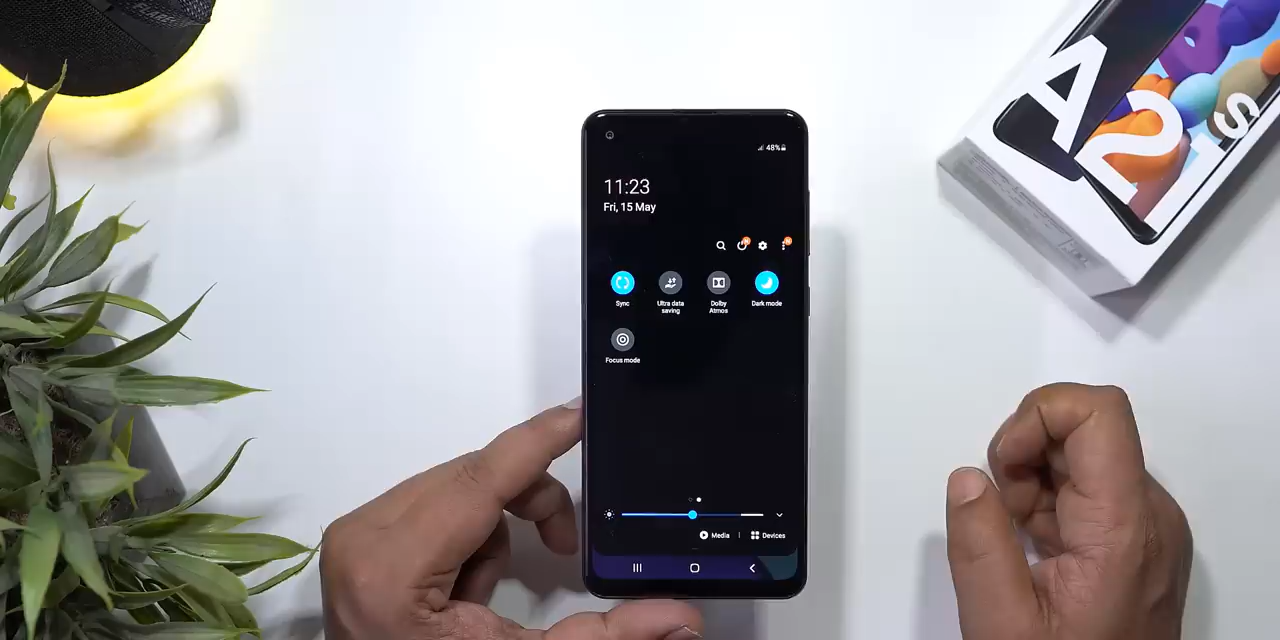 A21s
48%
11:23
Fri, 15 May
N
N
Sync
Ultra data
saving
Dolby
Atmos
Dark mode
Focus mode
Media
Devices